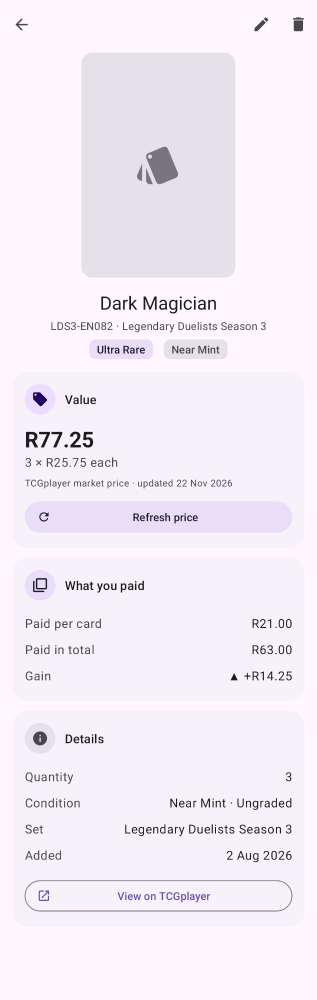 Dark Magician
LDS3-EN082 · Legendary Duelists Season 3
Ultra Rare
Near Mint
Value
R77.25
3 × R25.75 each
TCGplayer market price · updated 22 Nov 2026
Refresh price
What you paid
Paid per card R21.00
Paid in total R63.00
Gain ▲ +R14.25
Details
Quantity 3
Condition Near Mint · Ungraded
Set Legendary Duelists Season 3
Added 2 Aug 2026
View on TCGplayer